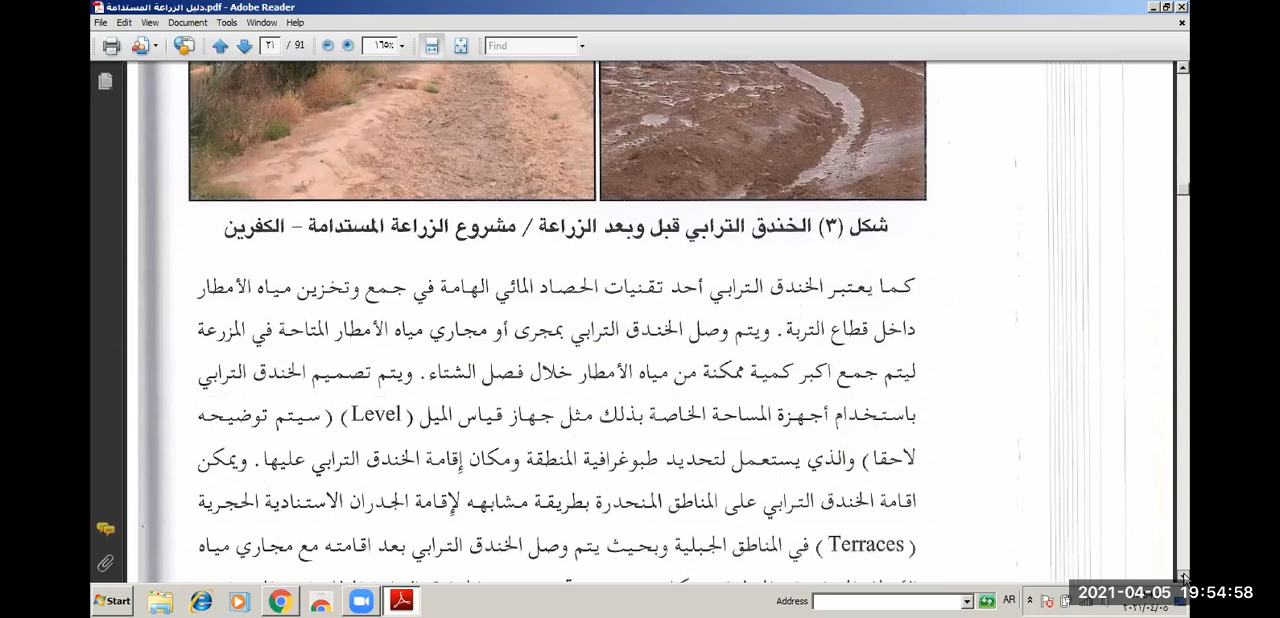 دليل الزراعة المستدامة.pdf - Adobe Reader
File Edit View Document Tools Window Help
٢١ / 91 ١٦٥٪ Find
شكل (٣) الخندق الترابي قبل وبعد الزراعة / مشروع الزراعة المستدامة – الكفرين
كما يعتبر الخندق الترابي أحد تقنيات الحصاد المائي الهامة في جمع وتخزين مياه الأمطار
داخل قطاع التربة. ويتم وصل الخندق الترابي بمجرى أو مجاري مياه الأمطار المتاحة في المزرعة
ليتم جمع اكبر كمية ممكنة من مياه الأمطار خلال فصل الشتاء. ويتم تصميم الخندق الترابي
باستخدام أجهزة المساحة الخاصة بذلك مثل جهاز قياس الميل (Level) (سيتم توضيحه
لاحقا) والذي يستعمل لتحديد طبوغرافية المنطقة ومكان إقامة الخندق الترابي عليها. ويمكن
اقامة الخندق الترابي على المناطق المنحدرة بطريقة مشابهه لإقامة الجدران الاستنادية الحجرية
(Terraces) في المناطق الجبلية وبحيث يتم وصل الخندق الترابي بعد اقامته مع مجاري مياه
Start Address AR
2021-04-05 19:54:58
٢٠٢١/٠٤/٠٥